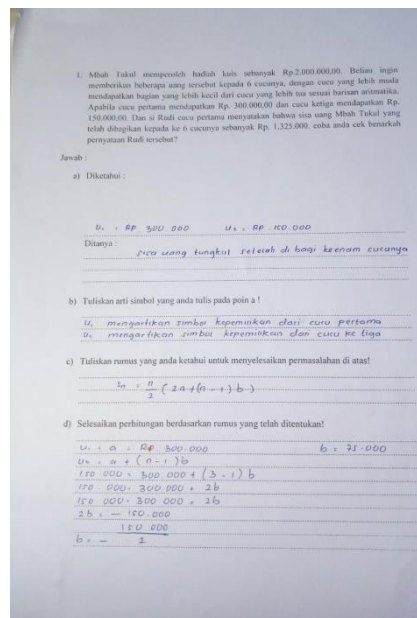 1. Mbah Tukul memperoleh hadiah kuis sebanyak Rp.2.000.000,00. Beliau ingin
memberikan beberapa uang tersebut kepada 6 cucunya, dengan cucu yang lebih muda
mendapatkan bagian yang lebih kecil dari cucu yang lebih tua sesuai barisan aritmatika.
Apabila cucu pertama mendapatkan Rp. 300.000,00 dan cucu ketiga mendapatkan Rp.
150.000,00. Dan si Rudi cucu pertama menyatakan bahwa sisa uang Mbah Tukul yang
telah dibagikan kepada ke 6 cucunya sebanyak Rp. 1.325.000. coba anda cek benarkah
pernyataan Rudi tersebut?
Jawab :
a) Diketahui :
U₁ = RP 300.000 U₃ = RP .150.000
Ditanya :
sisa uang tungkul setelah di bagi keenam cucunya
b) Tuliskan arti simbol yang anda tulis pada poin a !
U₁ mengartikan simbol kepemilikan dari cucu pertama
U₃ mengartikan simbol kepemilikan dari cucu ke tiga
c) Tuliskan rumus yang anda ketahui untuk menyelesaikan permasalahan di atas!
Sn = n/2 ( 2a + (n - 1) b )
d) Selesaikan perhitungan berdasarkan rumus yang telah ditentukan!
U₁ = a = Rp. 300.000 b = 75.000
Un = a + (n - 1) b
150 000 = 300.000 + (3 - 1) b
150 . 000 = 300.000 + 2b
150 000 - 300 000 = 2b
2b = - 150.000
b = - 150 000 / 2